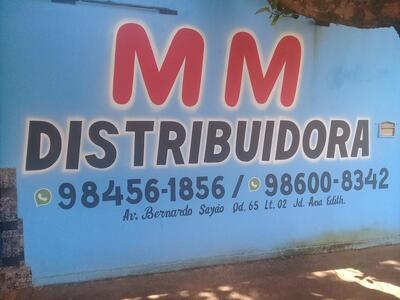 MM
DISTRIBUIDORA
98456-1856 / 98600-8342
Av. Bernardo Sayão Qd. 65 Lt. 02 Jd. Ana Edith.